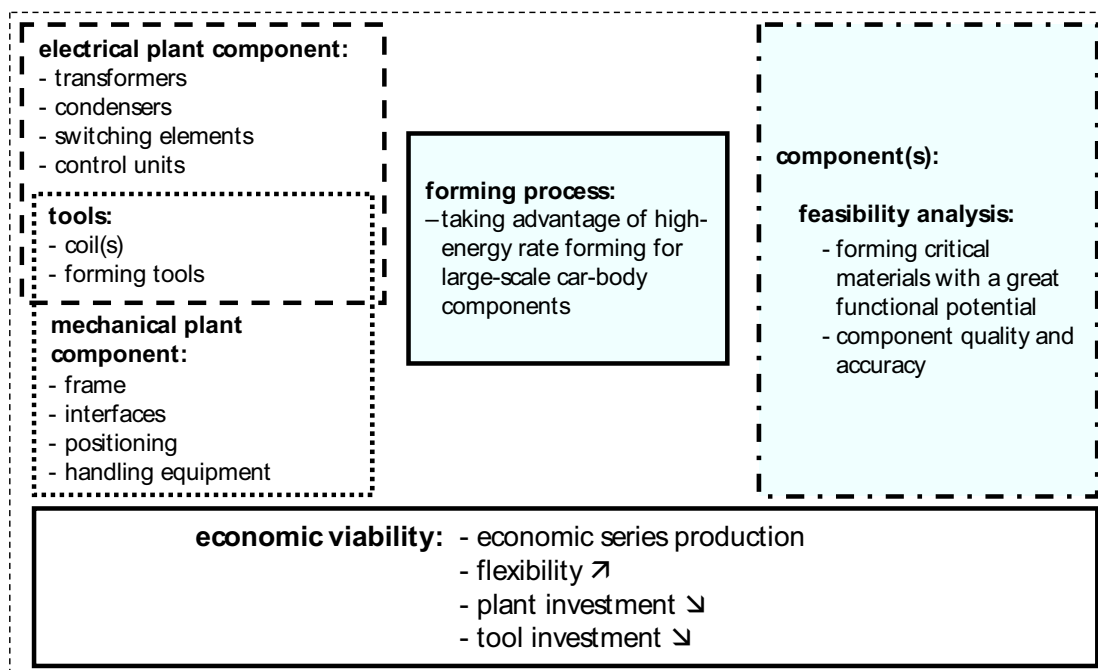 electrical plant component:
- transformers
- condensers
- switching elements
- control units
tools:
- coil(s)
- forming tools
mechanical plant
component:
- frame
- interfaces
- positioning
- handling equipment
forming process:
–taking advantage of high-
energy rate forming for
large-scale car-body
components
component(s):
feasibility analysis:
- forming critical
materials with a great
functional potential
- component quality and
accuracy
economic viability: - economic series production
- flexibility ↗
- plant investment ↘
- tool investment ↘